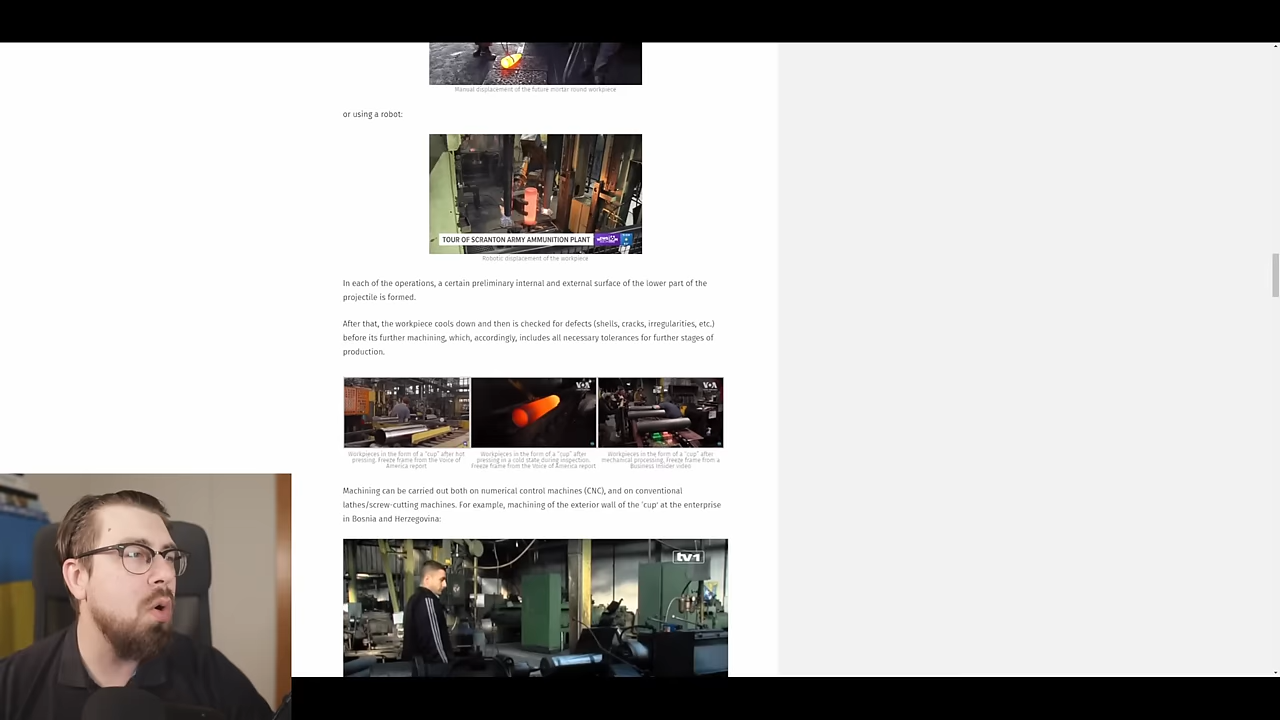 Manual displacement of the future mortar round workpiece
or using a robot:
TOUR OF SCRANTON ARMY AMMUNITION PLANT
Robotic displacement of the workpiece
In each of the operations, a certain preliminary internal and external surface of the lower part of the
projectile is formed.
After that, the workpiece cools down and then is checked for defects (shells, cracks, irregularities, etc.)
before its further machining, which, accordingly, includes all necessary tolerances for further stages of
production.
VOA
VOA
Workpieces in the form of a "cup" after hot
pressing. Freeze frame from the Voice of
America report
Workpieces in the form of a "cup" after
pressing in a cold state during inspection.
Freeze frame from the Voice of America report
Workpieces in the form of a "cup" after
mechanical processing. Freeze frame from a
Business Insider video
Machining can be carried out both on numerical control machines (CNC), and on conventional
lathes/screw-cutting machines. For example, machining of the exterior wall of the 'cup' at the enterprise
in Bosnia and Herzegovina:
tv1